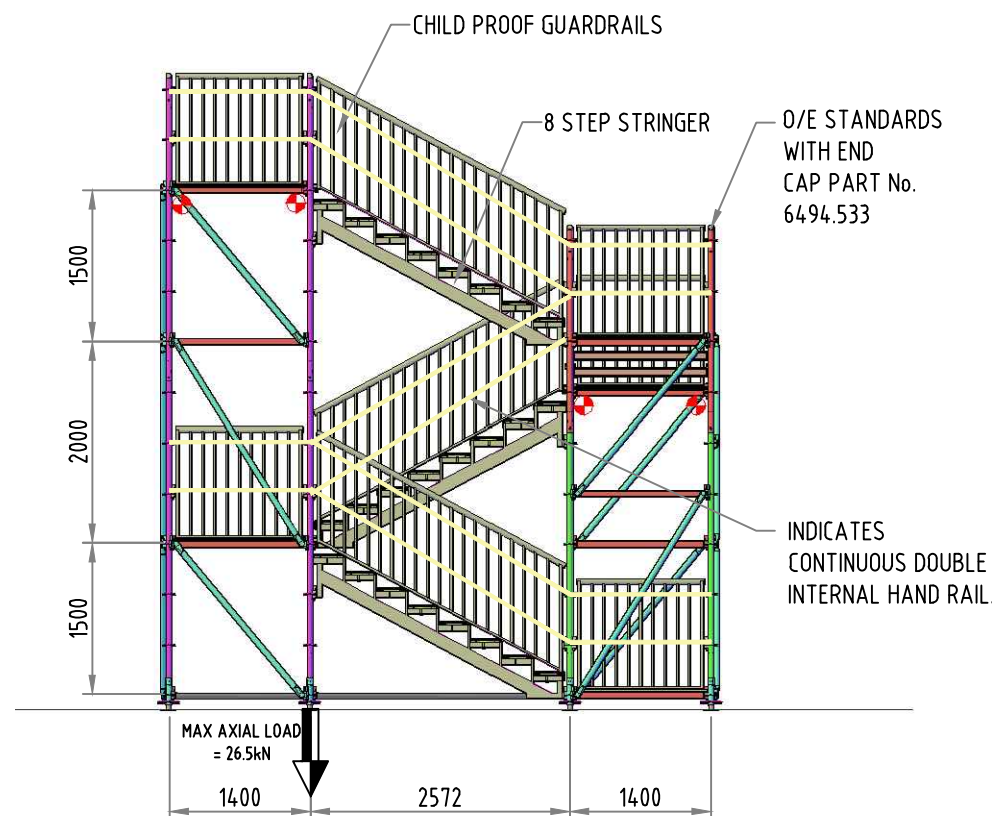 CHILD PROOF GUARDRAILS
8 STEP STRINGER
O/E STANDARDS
WITH END
CAP PART No.
6494.533
1500
2000
1500
INDICATES
CONTINUOUS DOUBLE
INTERNAL HAND RAIL.
MAX AXIAL LOAD
= 26.5kN
1400
2572
1400